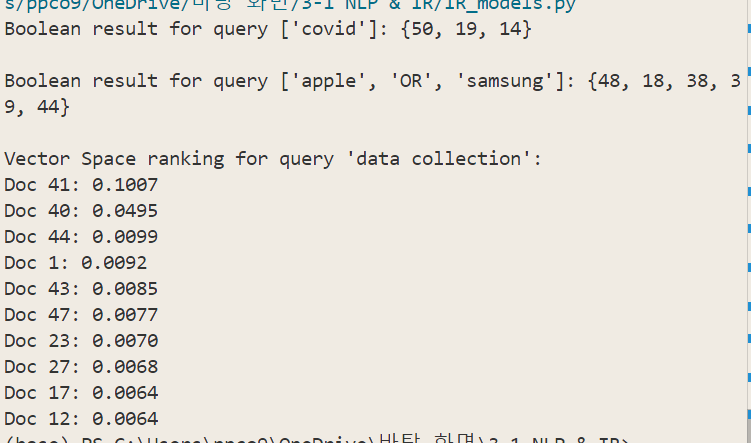 s/ppco9/OneDrive/바탕 화면/3-1 NLP & IR/IR_models.py
Boolean result for query ['covid']: {50, 19, 14}
Boolean result for query ['apple', 'OR', 'samsung']: {48, 18, 38, 3
9, 44}
Vector Space ranking for query 'data collection':
Doc 41: 0.1007
Doc 40: 0.0495
Doc 44: 0.0099
Doc 1: 0.0092
Doc 43: 0.0085
Doc 47: 0.0077
Doc 23: 0.0070
Doc 27: 0.0068
Doc 17: 0.0064
Doc 12: 0.0064
(base) PS C:\Users\ppco9\OneDrive\바탕 화면\3-1 NLP & IR>